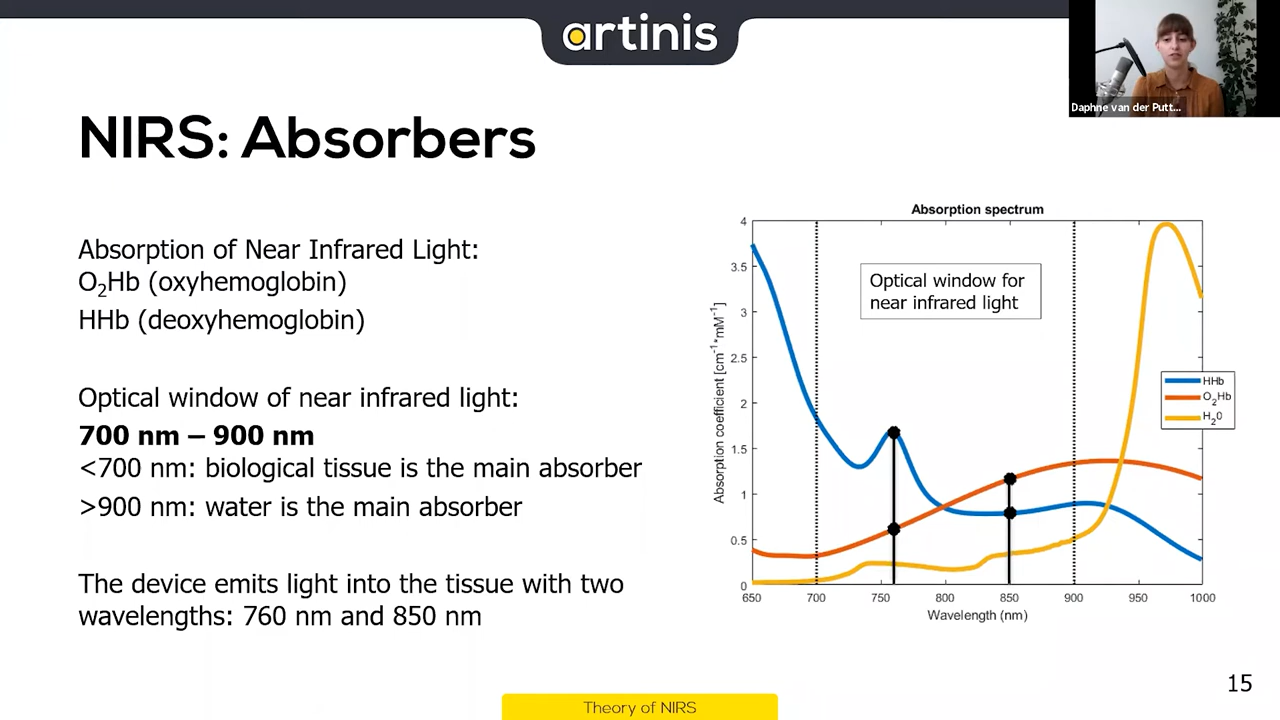 artinis
Daphne van der Putt...
NIRS: Absorbers
Absorption of Near Infrared Light:
O₂Hb (oxyhemoglobin)
HHb (deoxyhemoglobin)
Optical window of near infrared light:
700 nm – 900 nm
<700 nm: biological tissue is the main absorber
>900 nm: water is the main absorber
The device emits light into the tissue with two
wavelengths: 760 nm and 850 nm
Absorption spectrum
Optical window for
near infrared light
Absorption coefficient [cm⁻¹*mM⁻¹]
4
3.5
3
2.5
2
1.5
1
0.5
0
HHb
O₂Hb
H₂0
650 700 750 800 850 900 950 1000
Wavelength (nm)
15
Theory of NIRS